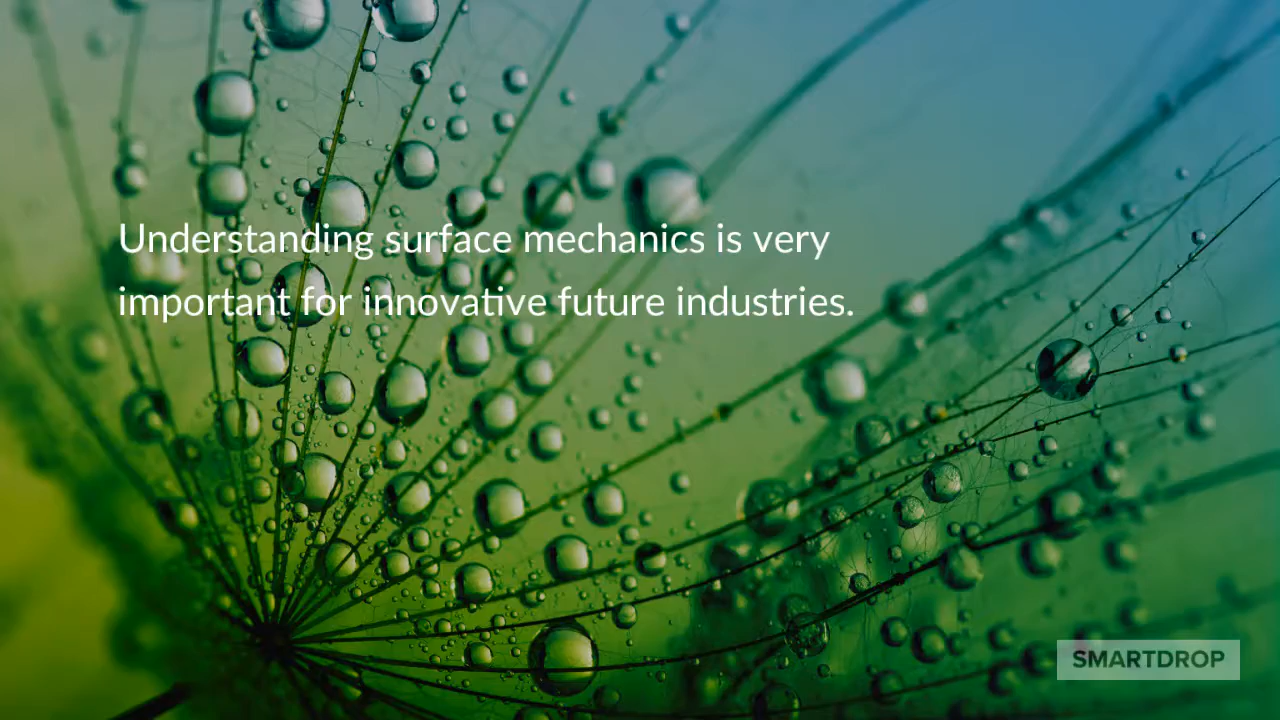 Understanding surface mechanics is very
important for innovative future industries.
SMARTDROP